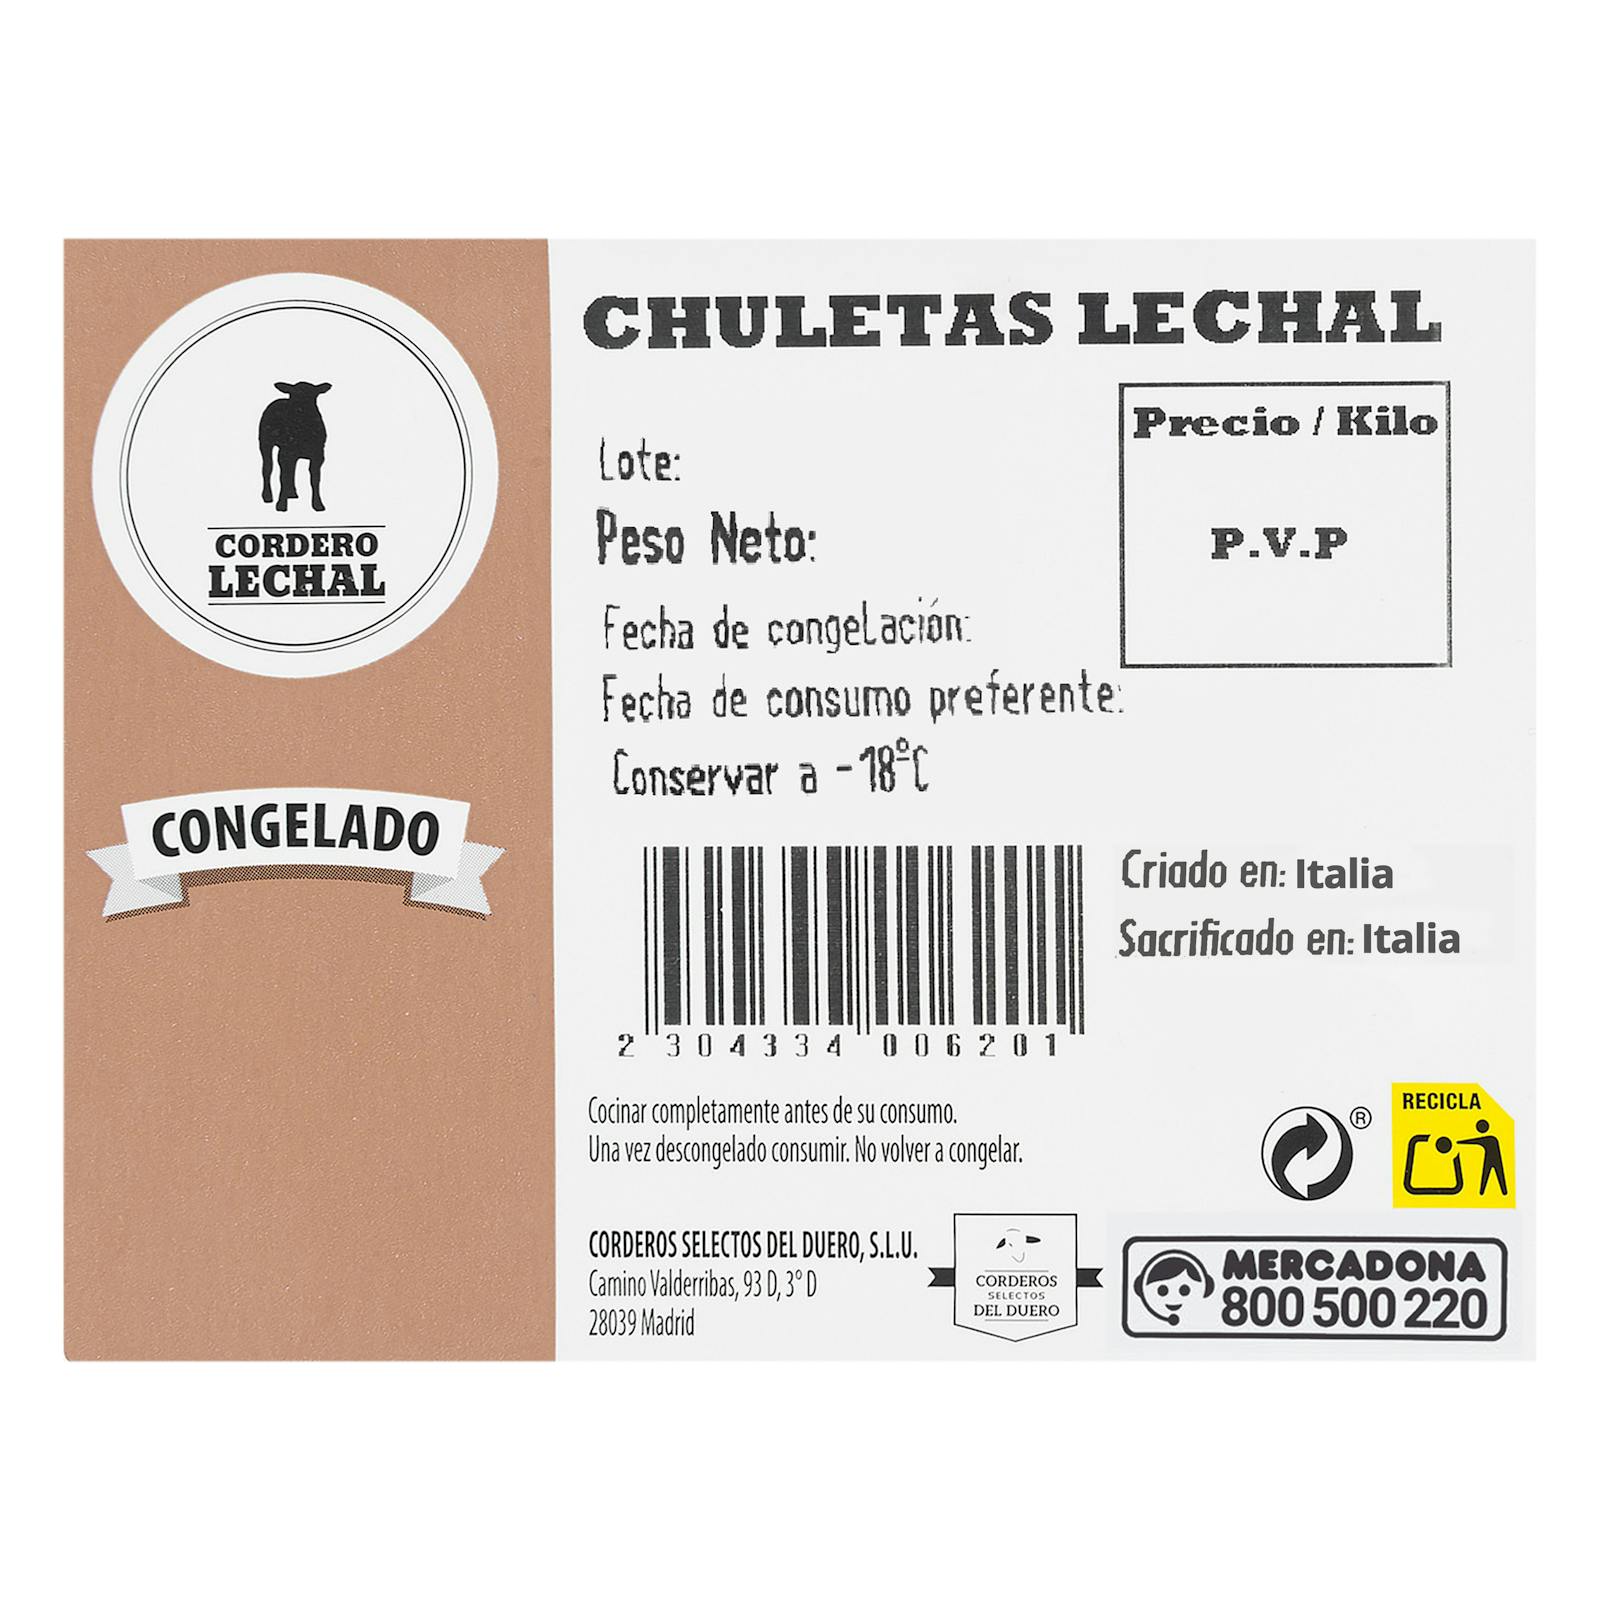 CORDERO
LECHAL
CONGELADO
CHULETAS LECHAL
Precio / Kilo
P.V.P
Lote:
Peso Neto:
Fecha de congelación:
Fecha de consumo preferente:
Conservar a -18ºC
2 304334 006201
Criado en: Italia
Sacrificado en: Italia
Cocinar completamente antes de su consumo.
Una vez descongelado consumir. No volver a congelar.
®
RECICLA
CORDEROS SELECTOS DEL DUERO, S.L.U.
Camino Valderribas, 93 D, 3º D
28039 Madrid
CORDEROS
SELECTOS
DEL DUERO
MERCADONA
800 500 220